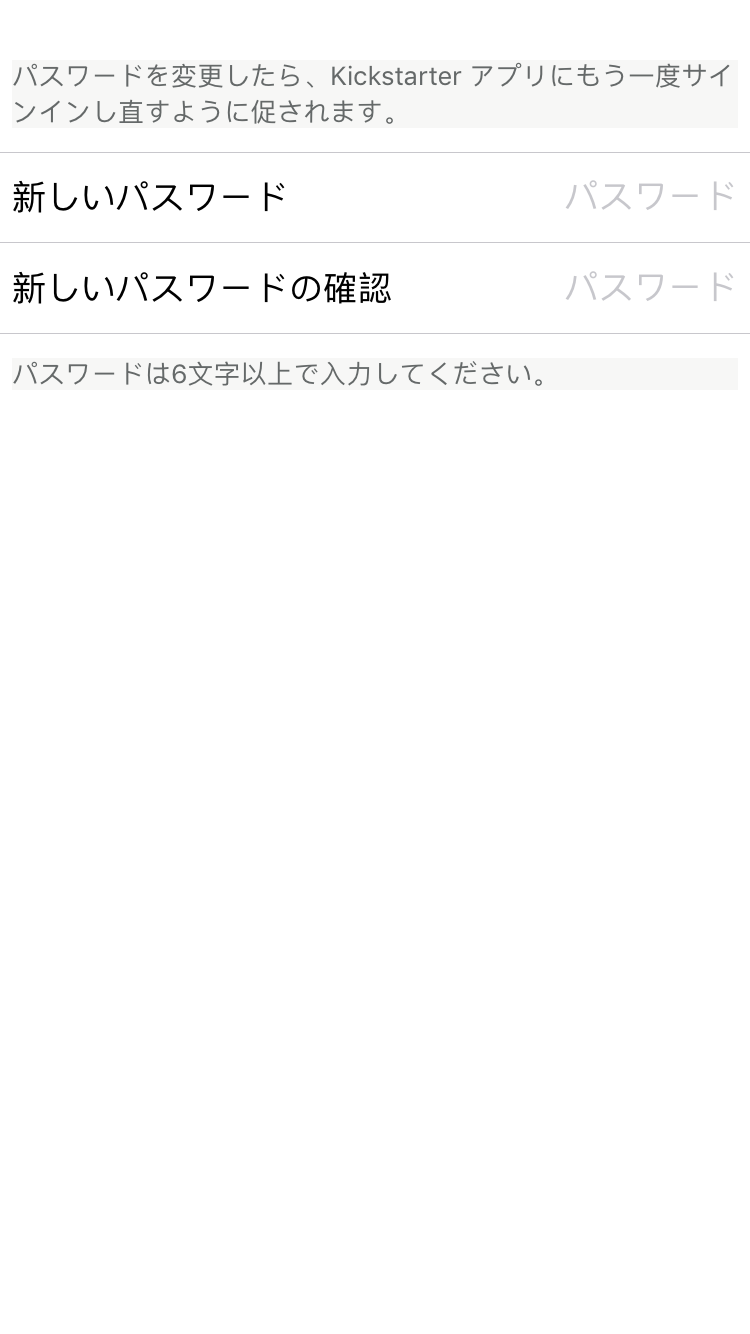 パスワードを変更したら、Kickstarter アプリにもう一度サイ
ンインし直すように促されます。
新しいパスワード パスワード
新しいパスワードの確認 パスワード
パスワードは6文字以上で入力してください。